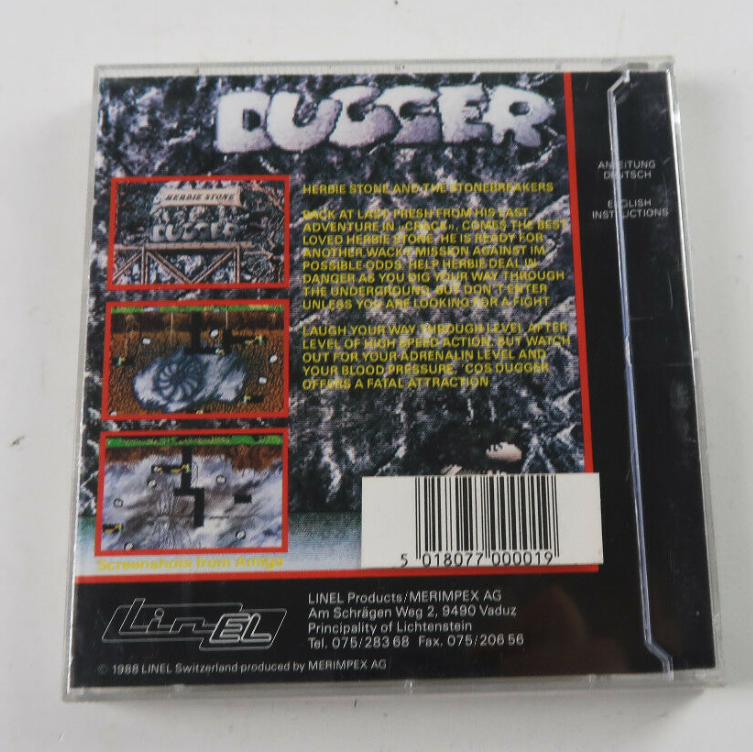 DUGGER
ANLEITUNG
DEUTSCH
ENGLISH
INSTRUCTIONS
HERBIE STONE
DUGGER
HERBIE STONE AND THE STONEBREAKERS
BACK AT LAST FRESH FROM HIS LAST
ADVENTURE IN »CRACK«, COMES THE BEST
LOVED HERBIE STONE. HE IS READY FOR
ANOTHER WACKY MISSION AGAINST IM
POSSIBLE ODDS. HELP HERBIE DEAL IN
DANGER AS YOU DIG YOUR WAY THROUGH
THE UNDERGROUND, BUT DON'T ENTER
UNLESS YOU ARE LOOKING FOR A FIGHT
LAUGH YOUR WAY THROUGH LEVEL AFTER
LEVEL OF HIGH SPEED ACTION, BUT WATCH
OUT FOR YOUR ADRENALIN LEVEL AND
YOUR BLOOD PRESSURE, 'COS DUGGER
OFFERS A FATAL ATTRACTION
Screenshots from Amiga
5 018077 000019
LINEL
LINEL Products/MERIMPEX AG
Am Schrägen Weg 2, 9490 Vaduz
Principality of Lichtenstein
Tel. 075/283 68 Fax. 075/206 56
© 1988 LINEL Switzerland produced by MERIMPEX AG